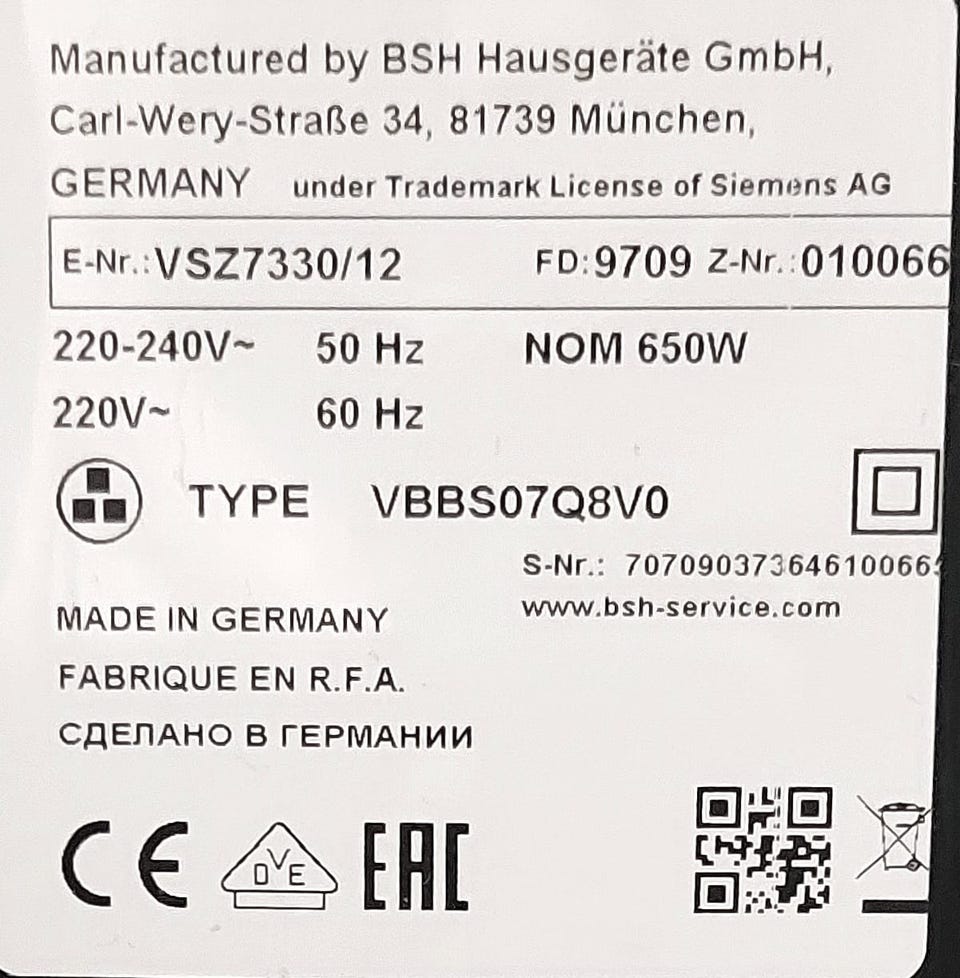 Manufactured by BSH Hausgeräte GmbH,
Carl-Wery-Straße 34, 81739 München,
GERMANY under Trademark License of Siemens AG
E-Nr.: VSZ7330/12 FD: 9709 Z-Nr.: 010066
220-240V~ 50 Hz NOM 650W
220V~ 60 Hz
TYPE VBBS07Q8V0
S-Nr.:
www.bsh-service.com
MADE IN GERMANY
FABRIQUE EN R.F.A.
СДЕЛАНО В ГЕРМАНИИ
CE DVE EAC